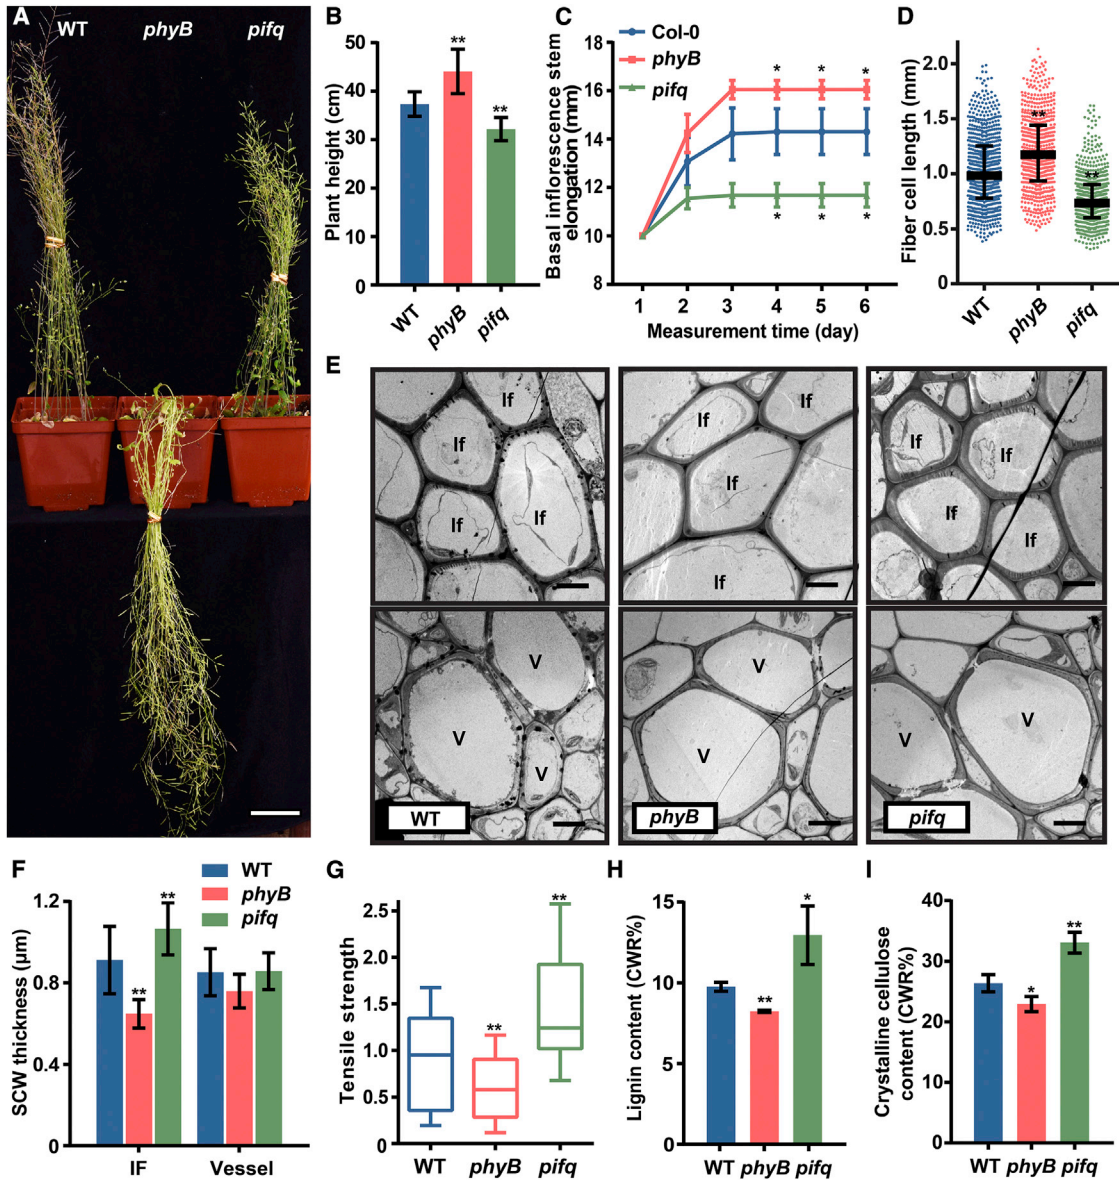 A
WT
phyB
pifq
B
Plant height (cm)
50
40
30
20
10
0
**
**
WT
phyB
pifq
C
Col-0
phyB
pifq
Basal inflorescence stem
elongation (mm)
18
16
14
12
10
8
* * *
* * *
1 2 3 4 5 6
Measurement time (day)
D
Fiber cell length (mm)
2.0
1.5
1.0
0.5
0
**
**
WT
phyB
pifq
E
If
If
If
If
If
If
If
If
If
If
If
V
V
V
WT
V
V
phyB
V
V
pifq
F
WT
phyB
pifq
SCW thickness (µm)
1.2
0.8
0.4
0
**
**
IF Vessel
G
Tensile strength
2.5
2.0
1.5
1.0
0.5
0
**
**
WT phyB pifq
H
Lignin content (CWR%)
15
10
5
0
**
*
WT phyB pifq
I
Crystalline cellulose
content (CWR%)
40
30
20
10
0
*
**
WT phyB pifq